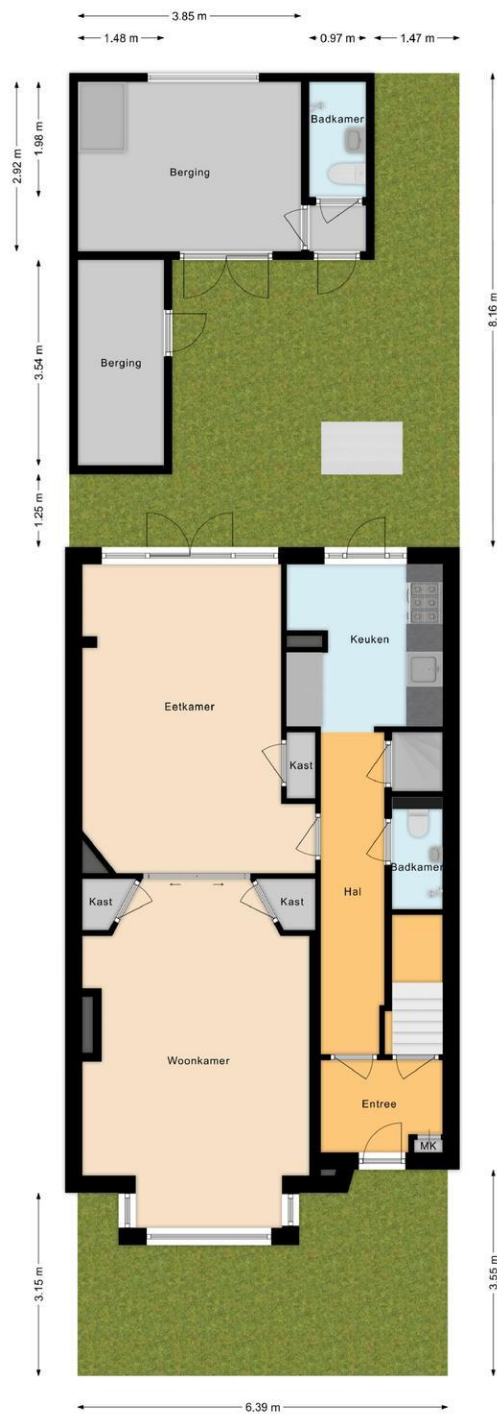 3.85 m
1.48 m
0.97 m
1.47 m
2.92 m
1.98 m
Badkamer
Berging
8.16 m
3.54 m
Berging
1.25 m
Keuken
Eetkamer
Kast
Badkamer
Kast
Kast
Hal
Woonkamer
Entree
MK
3.15 m
3.55 m
6.39 m